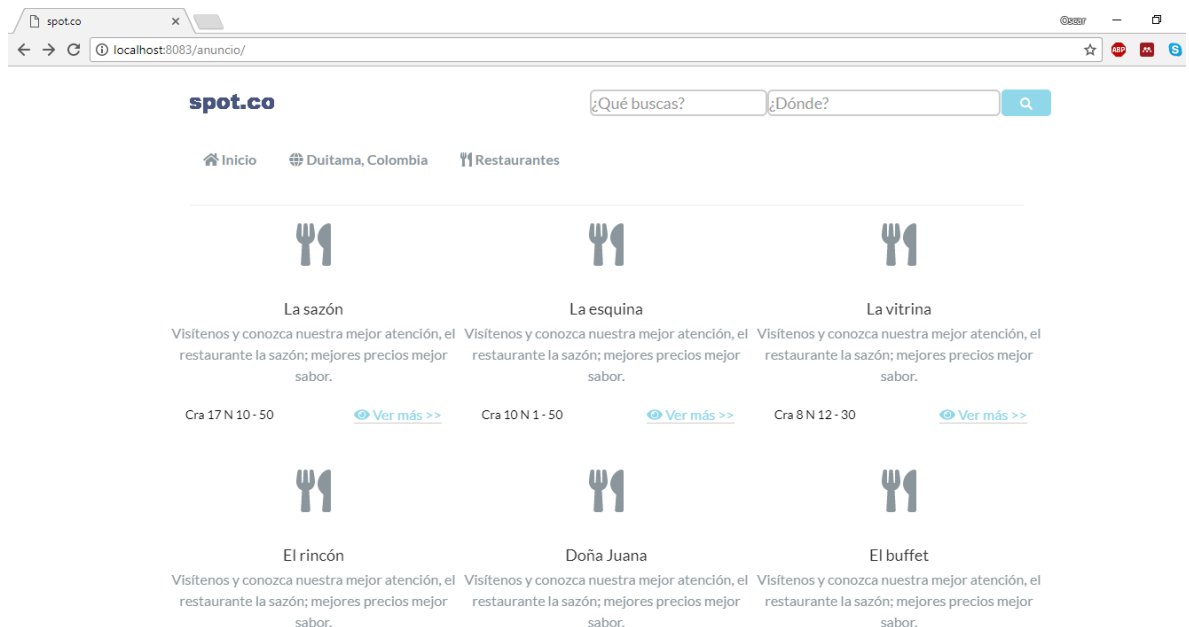 spot.co
Oscar
localhost:8083/anuncio/
ABP
spot.co
¿Qué buscas?
¿Dónde?
Inicio
Duitama, Colombia
Restaurantes
La sazón
La esquina
La vitrina
Visítenos y conozca nuestra mejor atención, el
restaurante la sazón; mejores precios mejor
sabor.
Visítenos y conozca nuestra mejor atención, el
restaurante la sazón; mejores precios mejor
sabor.
Visítenos y conozca nuestra mejor atención, el
restaurante la sazón; mejores precios mejor
sabor.
Cra 17 N 10 - 50
Ver más >>
Cra 10 N 1 - 50
Ver más >>
Cra 8 N 12 - 30
Ver más >>
El rincón
Doña Juana
El buffet
Visítenos y conozca nuestra mejor atención, el
restaurante la sazón; mejores precios mejor
sabor.
Visítenos y conozca nuestra mejor atención, el
restaurante la sazón; mejores precios mejor
sabor.
Visítenos y conozca nuestra mejor atención, el
restaurante la sazón; mejores precios mejor
sabor.